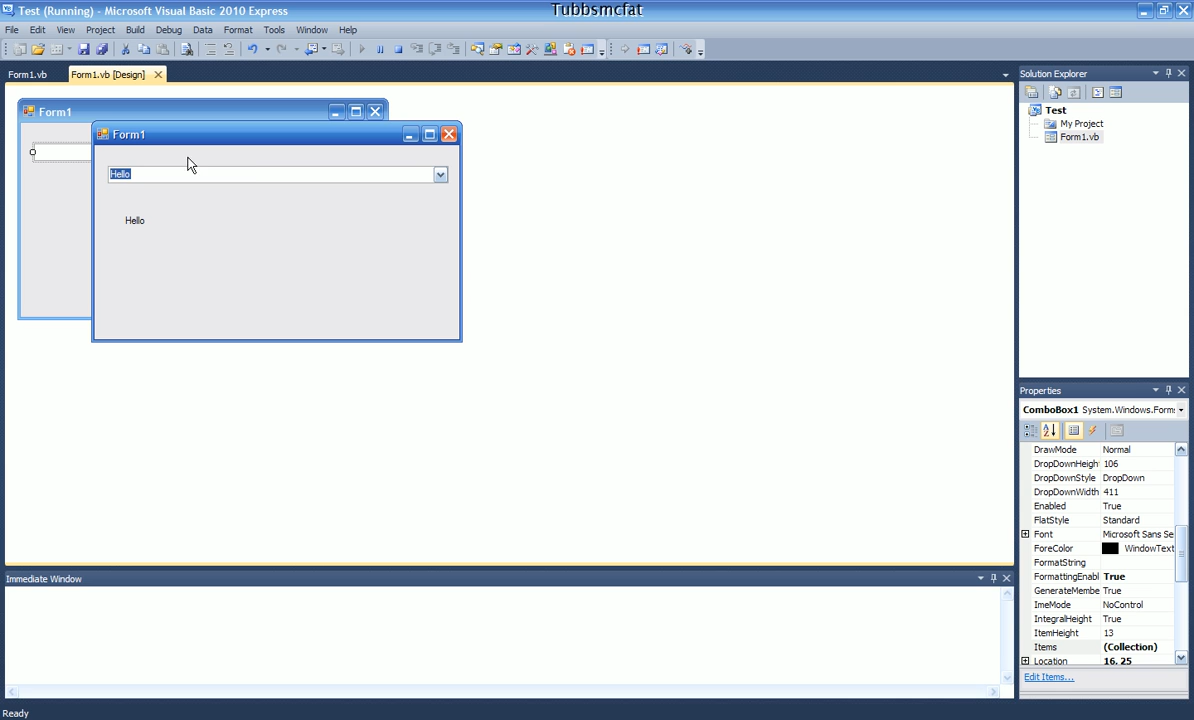 Test (Running) - Microsoft Visual Basic 2010 Express
Tubbsmcfat
File Edit View Project Build Debug Data Format Tools Window Help
Form1.vb
Form1.vb [Design]
Form1
Form1
Hello
Hello
Solution Explorer
Test
My Project
Form1.vb
Properties
ComboBox1 System.Windows.Form
DrawMode Normal
DropDownHeigh 106
DropDownStyle DropDown
DropDownWidth 411
Enabled True
FlatStyle Standard
Font Microsoft Sans Se
ForeColor WindowText
FormatString
FormattingEnabl True
GenerateMembe True
ImeMode NoControl
IntegralHeight True
ItemHeight 13
Items (Collection)
Location 16, 25
Edit Items...
Immediate Window
Ready